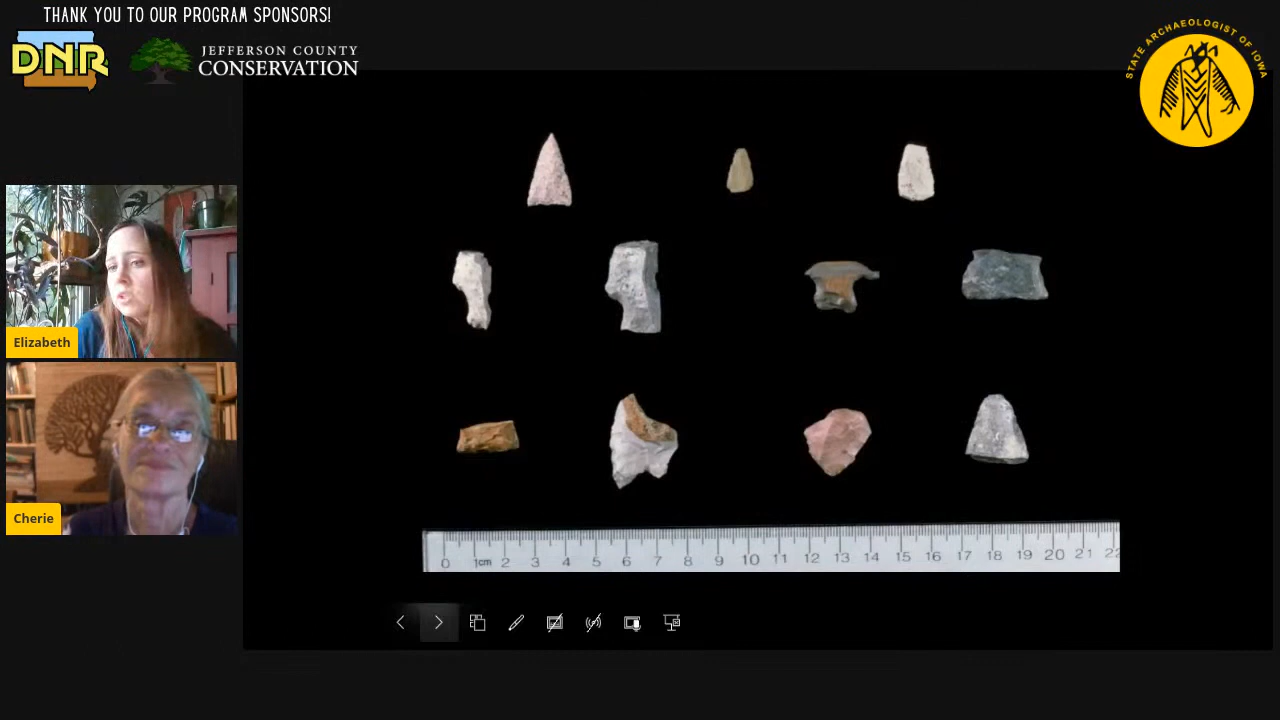 THANK YOU TO OUR PROGRAM SPONSORS!
DNR
JEFFERSON COUNTY
CONSERVATION
STATE ARCHAEOLOGIST OF IOWA
Elizabeth
Cherie
0 1cm 2 3 4 5 6 7 8 9 10 11 12 13 14 15 16 17 18 19 20 21 22